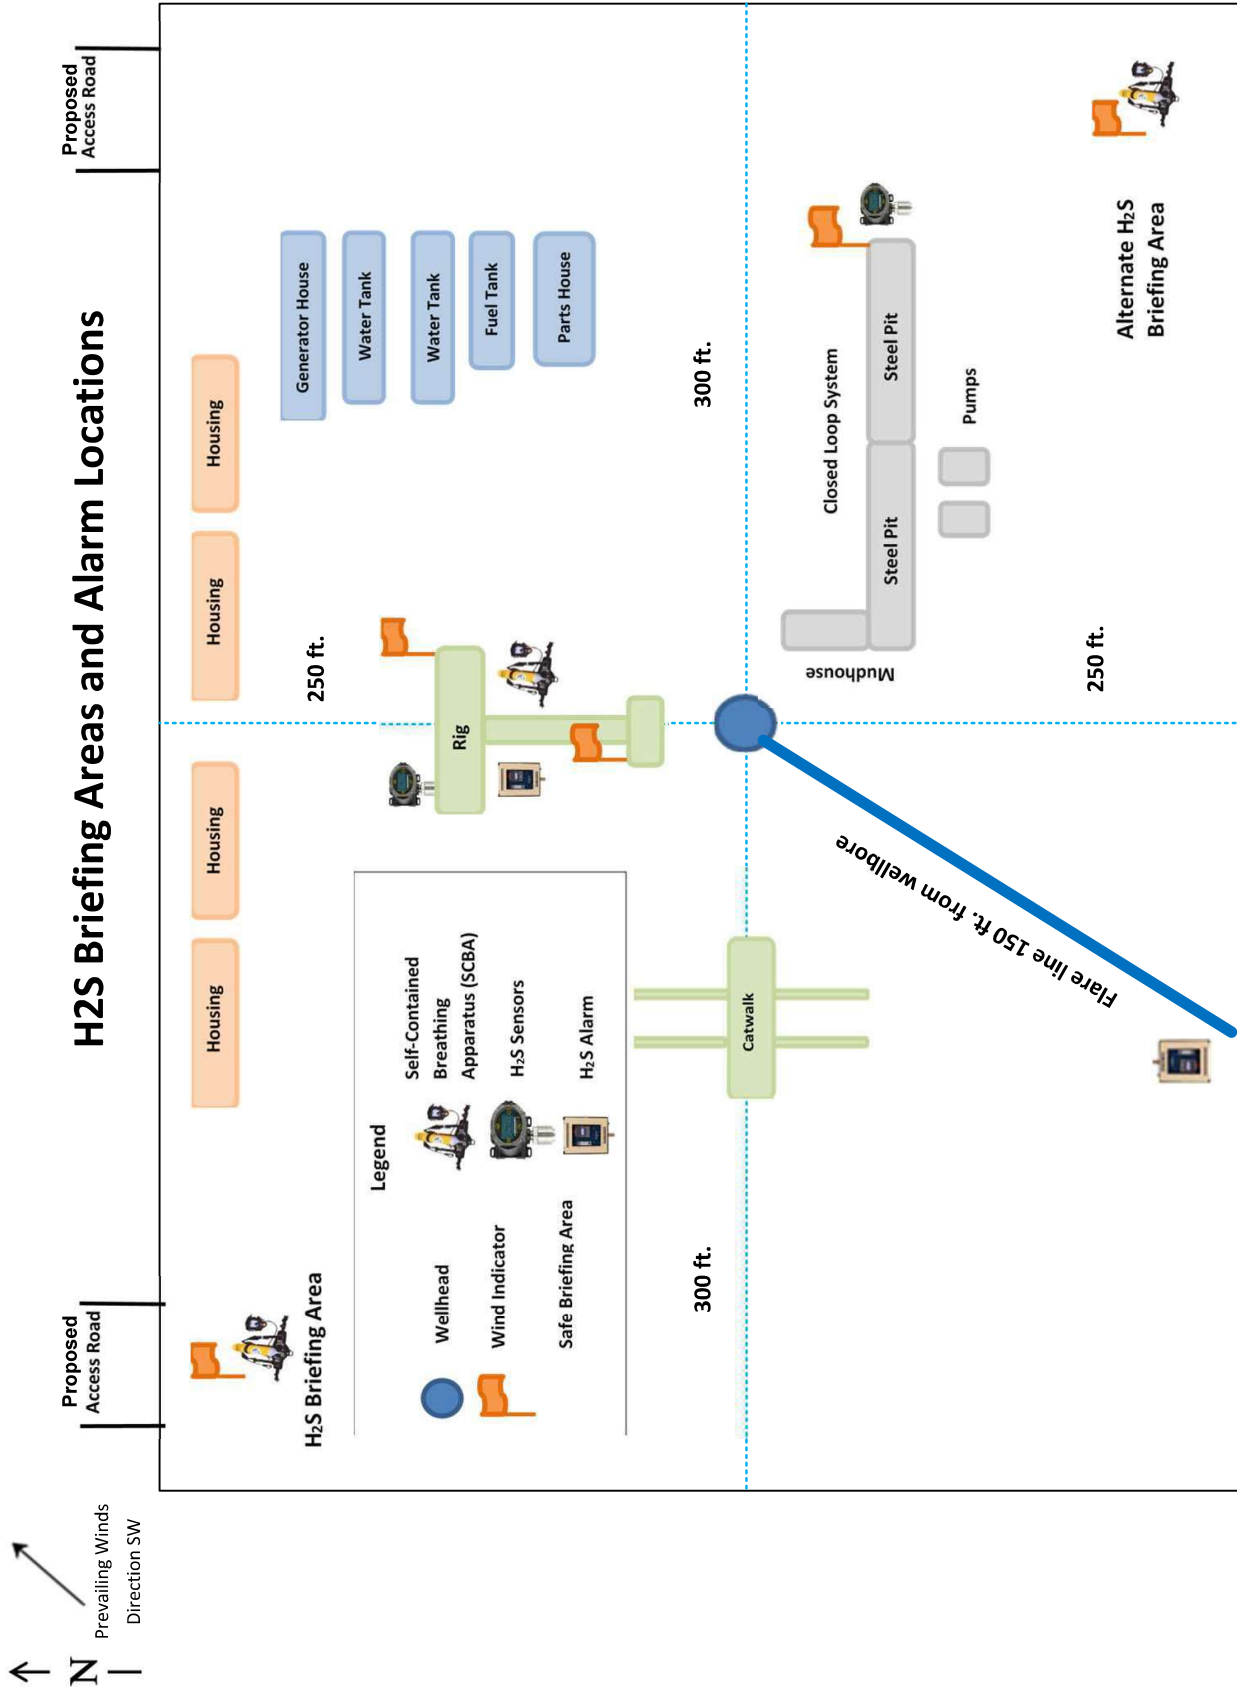 H2S Briefing Areas and Alarm Locations
N
Prevailing Winds
Direction SW
Proposed
Access Road
Proposed
Access Road
Housing
Housing
Housing
Housing
H₂S Briefing Area
250 ft.
Generator House
Water Tank
Water Tank
Fuel Tank
Parts House
Rig
Legend
Wellhead
Wind Indicator
Safe Briefing Area
Self-Contained
Breathing
Apparatus (SCBA)
H₂S Sensors
H₂S Alarm
300 ft.
300 ft.
Catwalk
Mudhouse
Closed Loop System
Steel Pit
Steel Pit
Pumps
Flare line 150 ft. from wellbore
250 ft.
Alternate H₂S
Briefing Area